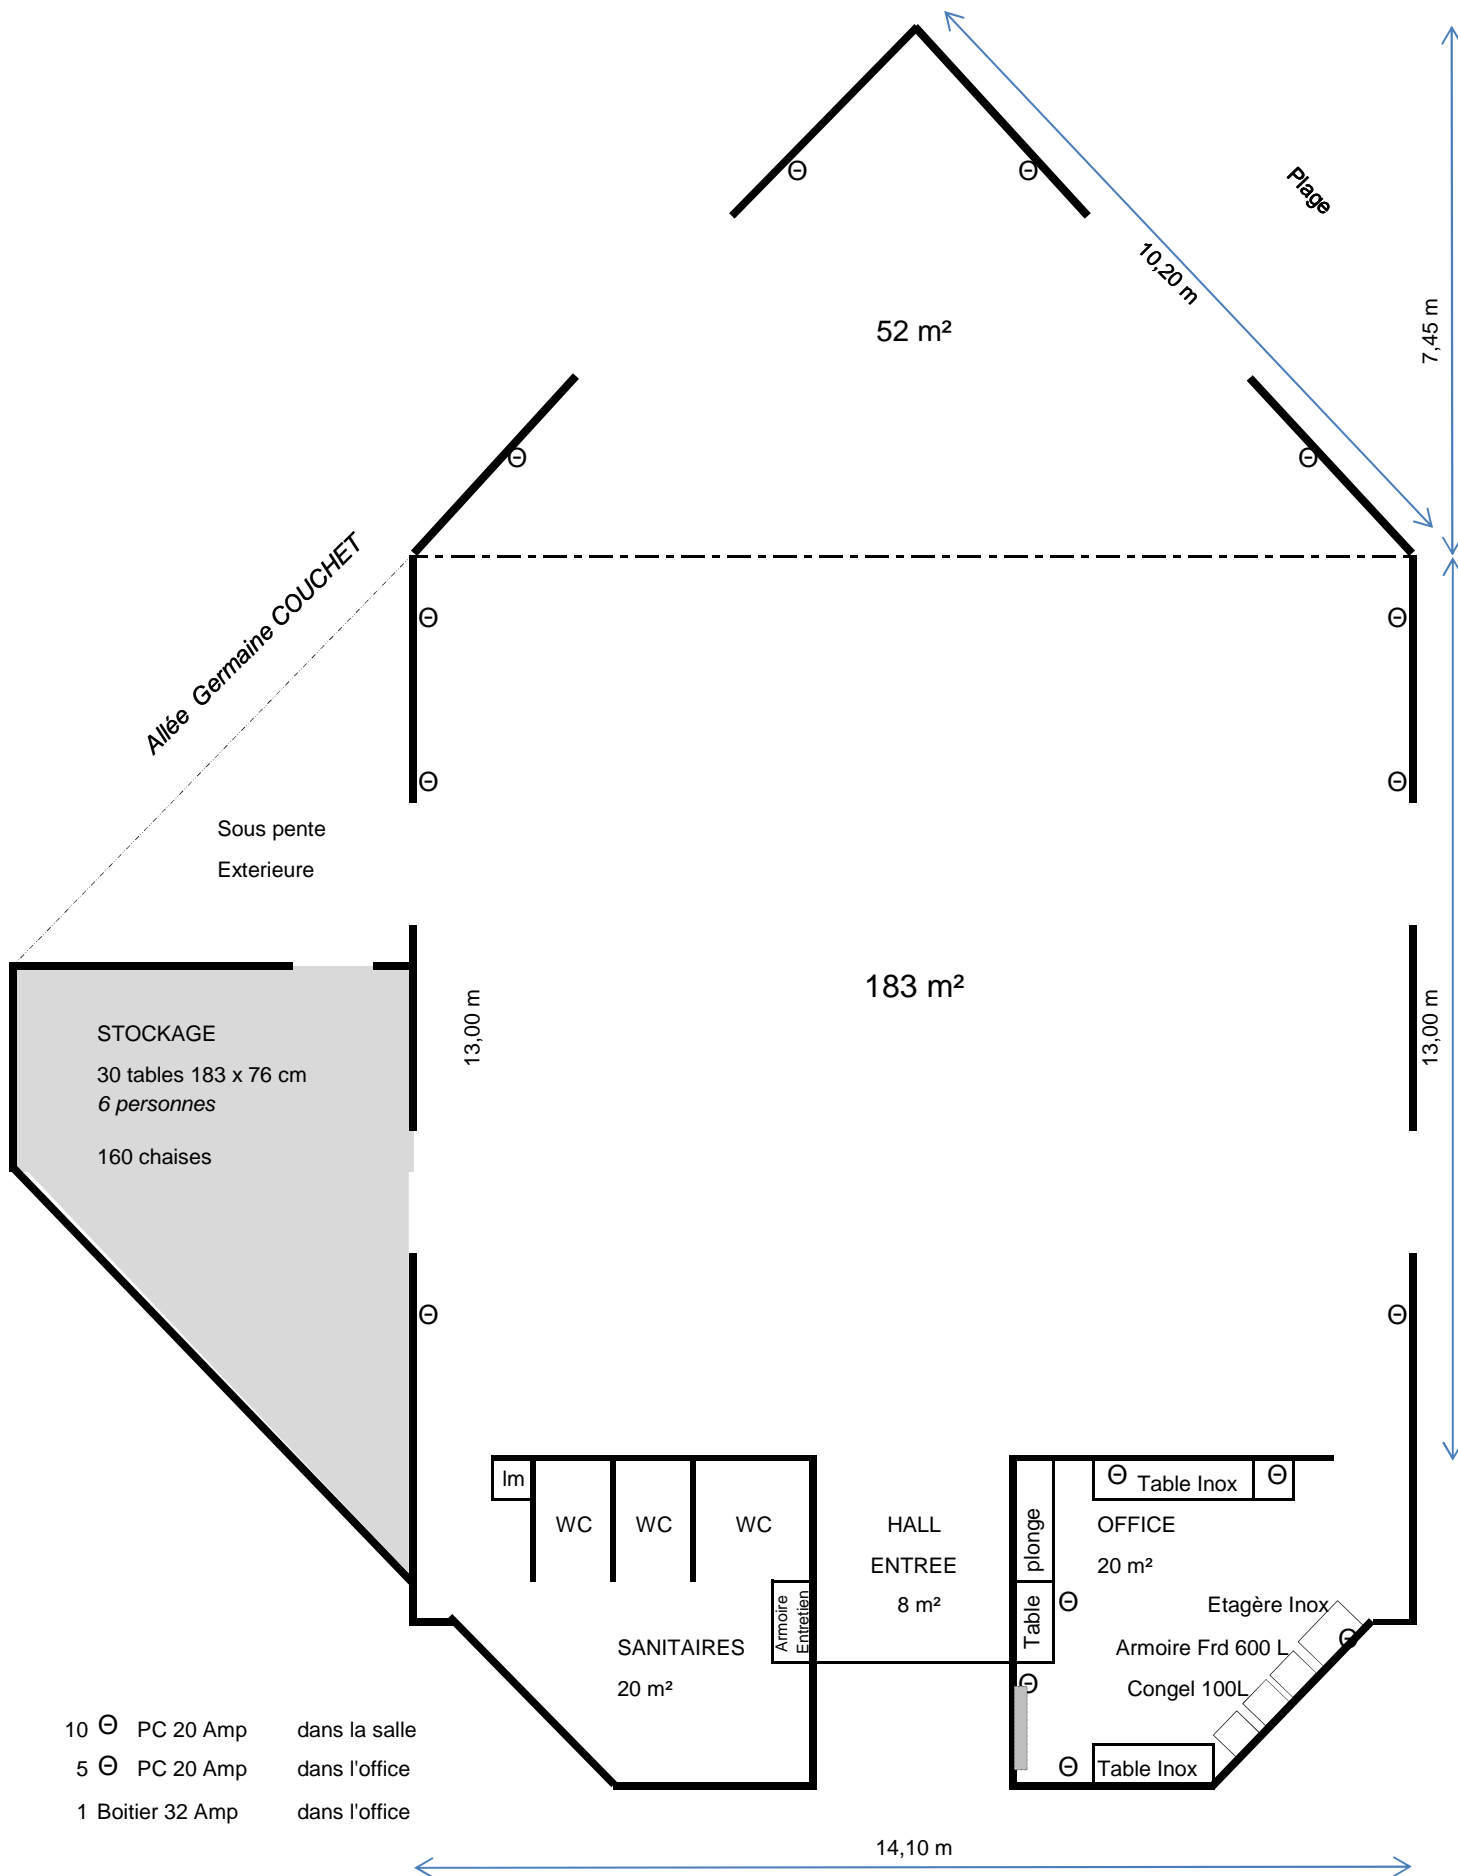 Plage
10,20 m
7,45 m
52 m²
Allée Germaine COUCHET
Sous pente
Exterieure
183 m²
13,00 m
13,00 m
STOCKAGE
30 tables 183 x 76 cm
6 personnes
160 chaises
lm
WC
WC
WC
HALL
ENTREE
8 m²
plonge
Table
Table Inox
OFFICE
20 m²
Armoire
Entretien
SANITAIRES
20 m²
Etagère Inox
Armoire Frd 600 L
Congel 100L
Table Inox
10 Θ PC 20 Amp dans la salle
5 Θ PC 20 Amp dans l'office
1 Boitier 32 Amp dans l'office
14,10 m